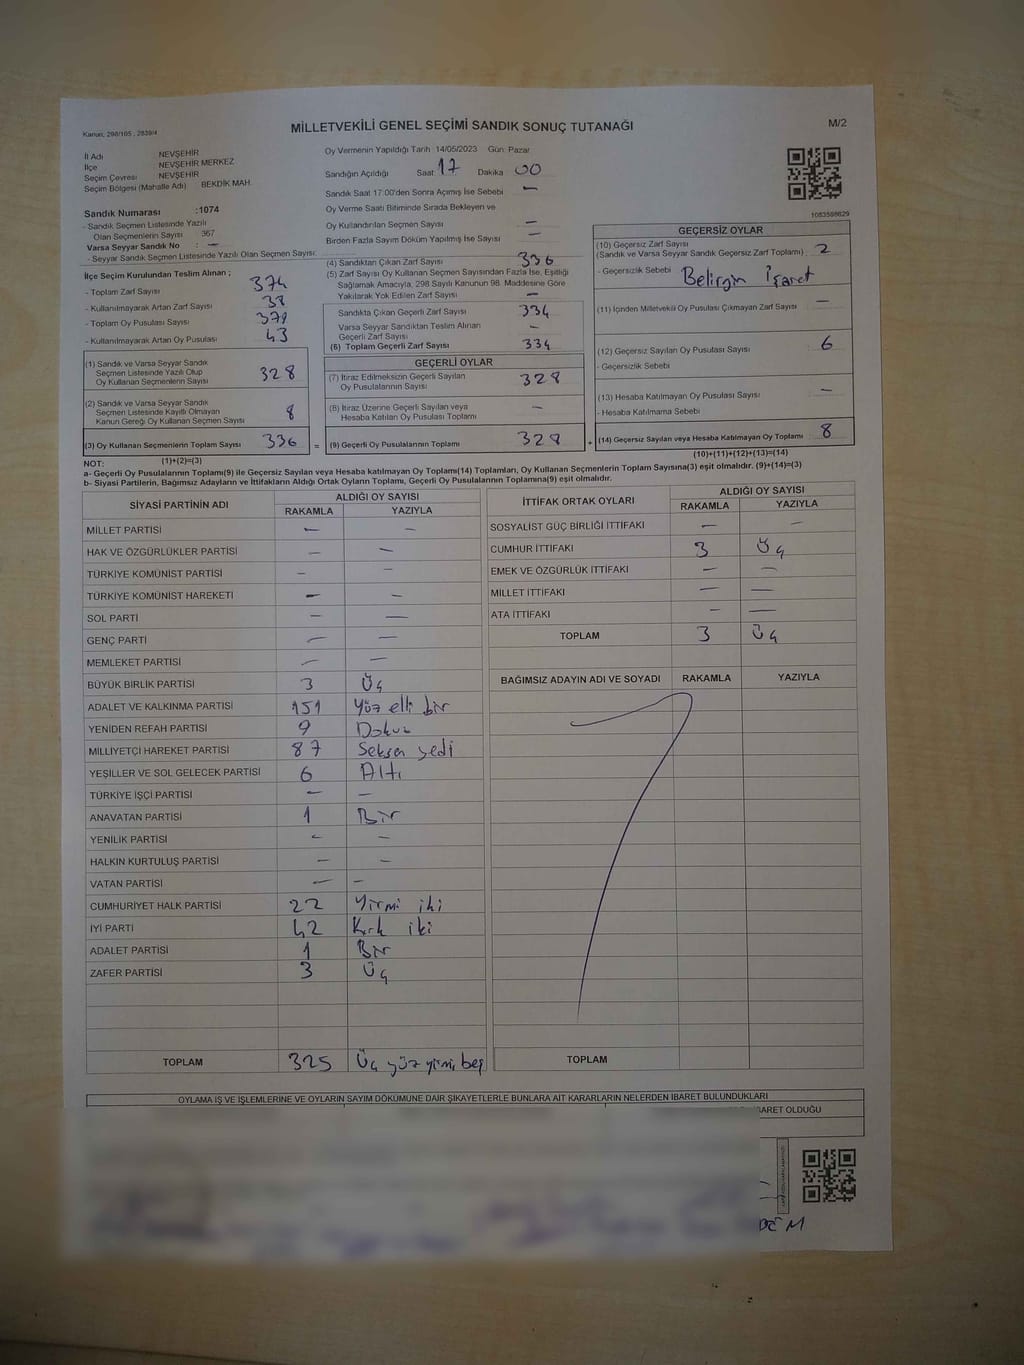 Kanun, 298/105 , 2839/4
MİLLETVEKİLİ GENEL SEÇİMİ SANDIK SONUÇ TUTANAĞI
M/2
İl Adı NEVŞEHİR
İlçe NEVŞEHİR MERKEZ
Seçim Çevresi NEVŞEHİR
Seçim Bölgesi (Mahalle Adı) BEKDİK MAH.
Oy Vermenin Yapıldığı Tarih :14/05/2023 Gün: Pazar
Sandığın Açıldığı Saat 17 Dakika 00
Sandık Saat 17:00'den Sonra Açımış İse Sebebi —
Oy Verme Saati Bitiminde Sırada Bekleyen ve
Oy Kullandırılan Seçmen Sayısı —
Birden Fazla Sayım Döküm Yapılmış İse Sayısı —
Sandık Numarası :1074
- Sandık Seçmen Listesinde Yazılı
Olan Seçmenlerin Sayısı 367
Varsa Seyyar Sandık No : —
- Seyyar Sandık Seçmen Listesinde Yazılı Olan Seçmen Sayısı:
İlçe Seçim Kurulundan Teslim Alınan ;
- Toplam Zarf Sayısı 374
- Kullanılmayarak Artan Zarf Sayısı 38
- Toplam Oy Pusulası Sayısı 379
- Kullanılmayarak Artan Oy Pusulası 43
(1) Sandık ve Varsa Seyyar Sandık
Seçmen Listesinde Yazılı Olup
Oy Kullanan Seçmenlerin Sayısı 328
(2) Sandık ve Varsa Seyyar Sandık
Seçmen Listesinde Kayıtlı Olmayan
Kanun Gereği Oy Kullanan Seçmen Sayısı 8
(3) Oy Kullanan Seçmenlerin Toplam Sayısı 336
(1)+(2)=(3)
(4) Sandıktan Çıkan Zarf Sayısı 336
(5) Zarf Sayısı Oy Kullanan Seçmen Sayısından Fazla İse, Eşitliği
Sağlamak Amacıyla, 298 Sayılı Kanunun 98. Maddesine Göre
Yakılarak Yok Edilen Zarf Sayısı —
Sandıkta Çıkan Geçerli Zarf Sayısı 334
Varsa Seyyar Sandıktan Teslim Alınan
Geçerli Zarf Sayısı —
(6) Toplam Geçerli Zarf Sayısı 334
GEÇERLİ OYLAR
(7) İtiraz Edilmeksizin Geçerli Sayılan
Oy Pusulalarının Sayısı 328
(8) İtiraz Üzerine Geçerli Sayılan veya
Hesaba Katılan Oy Pusulası Toplamı —
= (9) Geçerli Oy Pusulalarının Toplamı 328
1083598629
GEÇERSİZ OYLAR
(10) Geçersiz Zarf Sayısı
(Sandık ve Varsa Seyyar Sandık Geçersiz Zarf Toplamı) : 2
- Geçersizlik Sebebi Belirgin İşaret
(11) İçinden Milletvekili Oy Pusulası Çıkmayan Zarf Sayısı —
(12) Geçersiz Sayılan Oy Pusulası Sayısı 6
- Geçersizlik Sebebi
(13) Hesaba Katılmayan Oy Pusulası Sayısı —
- Hesaba Katılmama Sebebi
+ (14) Geçersiz Sayılan veya Hesaba Katılmayan Oy Toplamı 8
(10)+(11)+(12)+(13)=(14)
NOT:
a- Geçerli Oy Pusulalarının Toplamı(9) ile Geçersiz Sayılan veya Hesaba katılmayan Oy Toplamı(14) Toplamları, Oy Kullanan Seçmenlerin Toplam Sayısına(3) eşit olmalıdır. (9)+(14)=(3)
b- Siyasi Partilerin, Bağımsız Adayların ve İttifakların Aldığı Ortak Oyların Toplamı, Geçerli Oy Pusulalarının Toplamına(9) eşit olmalıdır.
SİYASİ PARTİNİN ADI ALDIĞI OY SAYISI
RAKAMLA YAZIYLA
MİLLET PARTİSİ — —
HAK VE ÖZGÜRLÜKLER PARTİSİ — —
TÜRKİYE KOMÜNİST PARTİSİ — —
TÜRKİYE KOMÜNİST HAREKETİ — —
SOL PARTİ — —
GENÇ PARTİ — —
MEMLEKET PARTİSİ — —
BÜYÜK BİRLİK PARTİSİ 3 Üç
ADALET VE KALKINMA PARTİSİ 151 Yüz elli bir
YENİDEN REFAH PARTİSİ 9 Dokuz
MİLLİYETÇİ HAREKET PARTİSİ 87 Seksen yedi
YEŞİLLER VE SOL GELECEK PARTİSİ 6 Altı
TÜRKİYE İŞÇİ PARTİSİ — —
ANAVATAN PARTİSİ 1 Bir
YENİLİK PARTİSİ — —
HALKIN KURTULUŞ PARTİSİ — —
VATAN PARTİSİ — —
CUMHURİYET HALK PARTİSİ 22 Yirmi iki
İYİ PARTİ 42 Kırk iki
ADALET PARTİSİ 1 Bir
ZAFER PARTİSİ 3 Üç
TOPLAM 325 Üç yüz yirmi beş
İTTİFAK ORTAK OYLARI ALDIĞI OY SAYISI
RAKAMLA YAZIYLA
SOSYALİST GÜÇ BİRLİĞİ İTTİFAKI — —
CUMHUR İTTİFAKI 3 Üç
EMEK VE ÖZGÜRLÜK İTTİFAKI — —
MİLLET İTTİFAKI — —
ATA İTTİFAKI — —
TOPLAM 3 Üç
BAĞIMSIZ ADAYIN ADI VE SOYADI RAKAMLA YAZIYLA
TOPLAM
OYLAMA İŞ VE İŞLEMLERİNE VE OYLARIN SAYIM DÖKÜMÜNE DAİR ŞİKAYETLERLE BUNLARA AİT KARARLARIN NELERDEN İBARET BULUNDUKLARI
BARET OLDUĞU